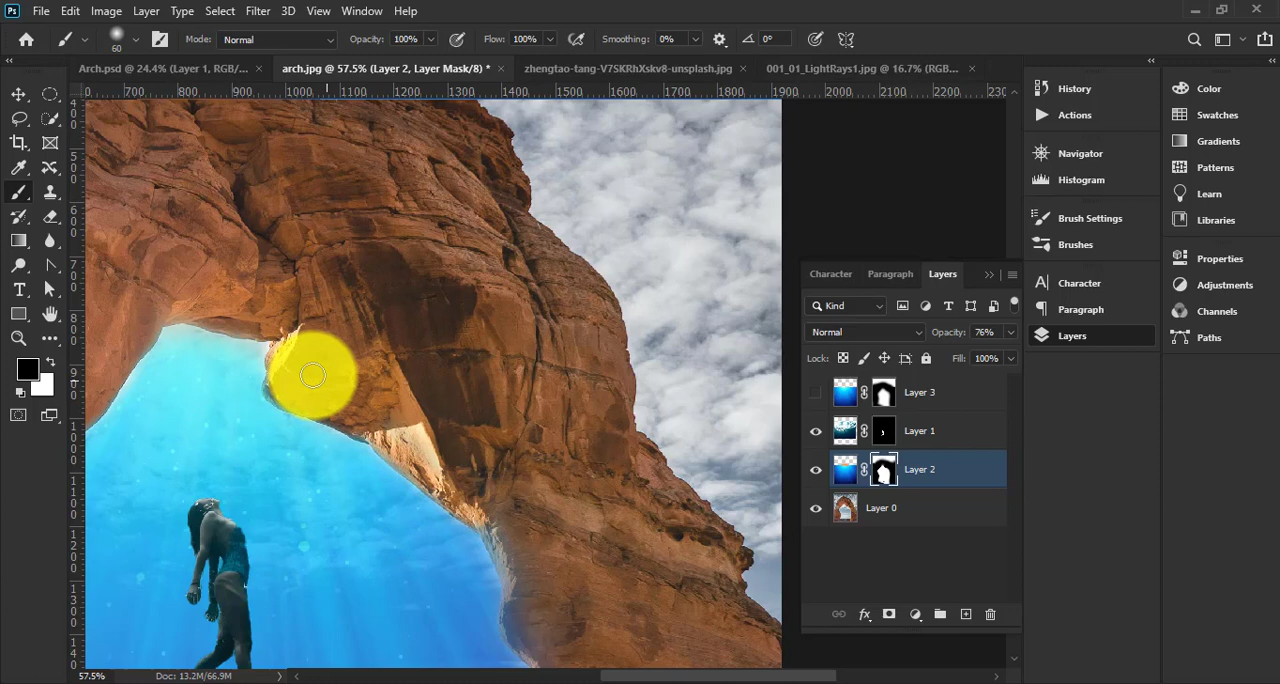 Ps File Edit Image Layer Type Select Filter 3D View Window Help
60 Mode: Normal Opacity: 100% Flow: 100% Smoothing: 0% 0°
Arch.psd @ 24.4% (Layer 1, RGB/... × arch.jpg @ 57.5% (Layer 2, Layer Mask/8) * × zhengtao-tang-V7SKRhXskv8-unsplash.jpg × 001_01_LightRays1.jpg @ 16.7% (RGB... ×
700 800 900 1000 1100 1200 1300 1400 1500 1600 1700 1800 1900 2000 2100 2200 2300
History
Actions
Navigator
Histogram
Brush Settings
Brushes
Character
Paragraph
Layers
Color
Swatches
Gradients
Patterns
Learn
Libraries
Properties
Adjustments
Channels
Paths
Character Paragraph Layers
Kind
Normal Opacity: 76%
Lock: Fill: 100%
Layer 3
Layer 1
Layer 2
Layer 0
fx
57.5% Doc: 13.2M/66.9M